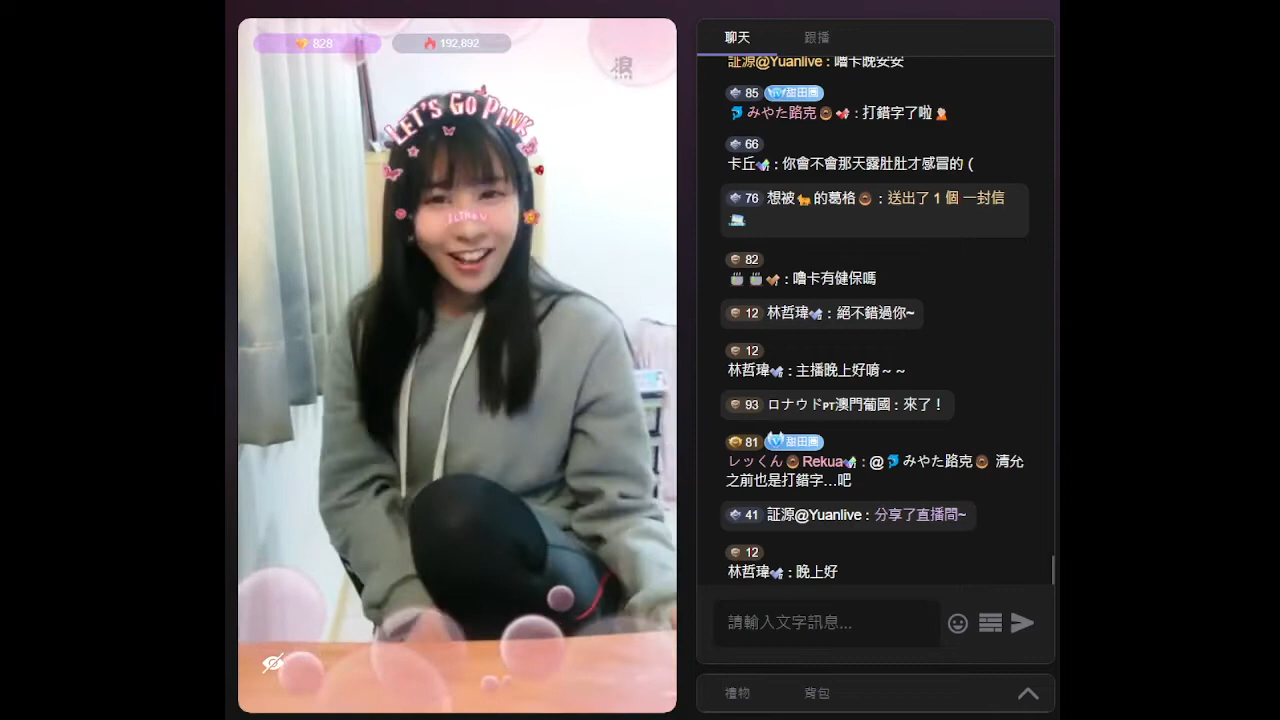 828
192,892
浪
LET'S GO PINK
聊天
跟播
証源@Yuanlive : 嚕卡晚安安
85 甜田圈
みやた路克 : 打錯字了啦
66
卡丘 : 你會不會那天露肚肚才感冒的 (
76 想被的葛格 : 送出了 1 個 一封信
82
: 嚕卡有健保嗎
12 林哲瑋 : 絕不錯過你~
12
林哲瑋 : 主播晚上好唷~ ~
93 ロナウドPT澳門葡國 : 來了!
81 甜田圈
レッくん Rekua : @ みやた路克 清允
之前也是打錯字...吧
41 証源@Yuanlive : 分享了直播間~
12
林哲瑋 : 晚上好
請輸入文字訊息...
禮物
背包